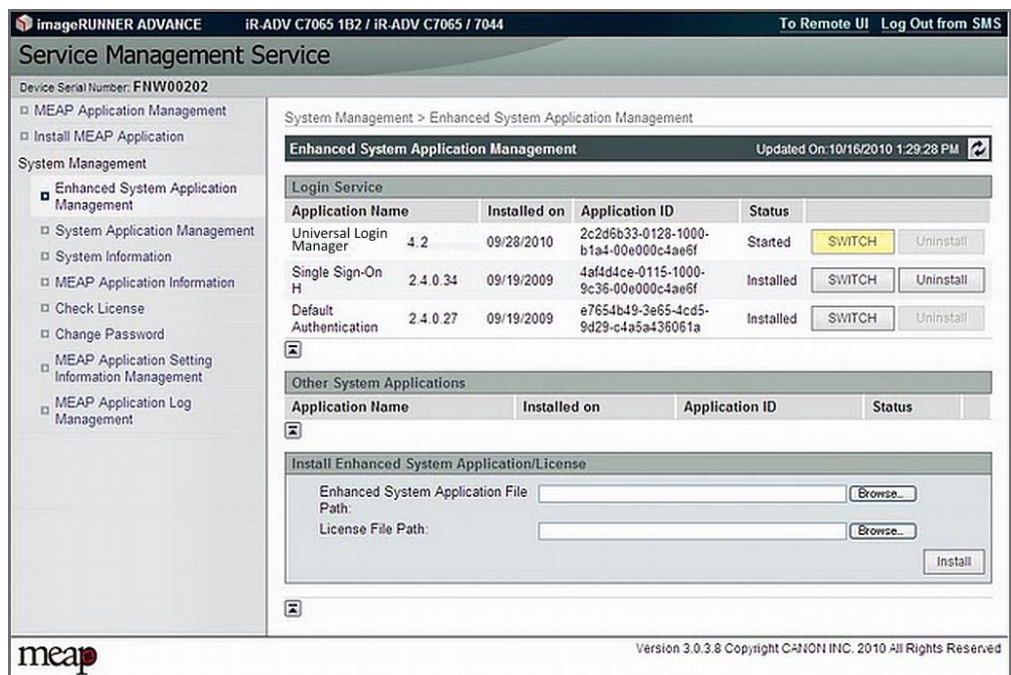 imageRUNNER ADVANCE iR-ADV C7065 1B2 / iR-ADV C7065 / 7044 To Remote UI Log Out from SMS
Service Management Service
Device Serial Number: FNW00202
MEAP Application Management
Install MEAP Application
System Management
Enhanced System Application
Management
System Application Management
System Information
MEAP Application Information
Check License
Change Password
MEAP Application Setting
Information Management
MEAP Application Log
Management
System Management > Enhanced System Application Management
Enhanced System Application Management Updated On:10/16/2010 1:29:28 PM
Login Service
Application Name Installed on Application ID Status
Universal Login
Manager 4.2 09/28/2010 2c2d6b33-0128-1000-
b1a4-00e000c4ae6f Started SWITCH Uninstall
Single Sign-On
H 2.4.0.34 09/19/2009 4af4d4ce-0115-1000-
9c36-00e000c4ae6f Installed SWITCH Uninstall
Default
Authentication 2.4.0.27 09/19/2009 e7654b49-3e65-4cd5-
9d29-c4a5a436061a Installed SWITCH Uninstall
Other System Applications
Application Name Installed on Application ID Status
Install Enhanced System Application/License
Enhanced System Application File
Path: Browse...
License File Path: Browse...
Install
meap Version 3.0.3.8 Copyright CANON INC. 2010 All Rights Reserved